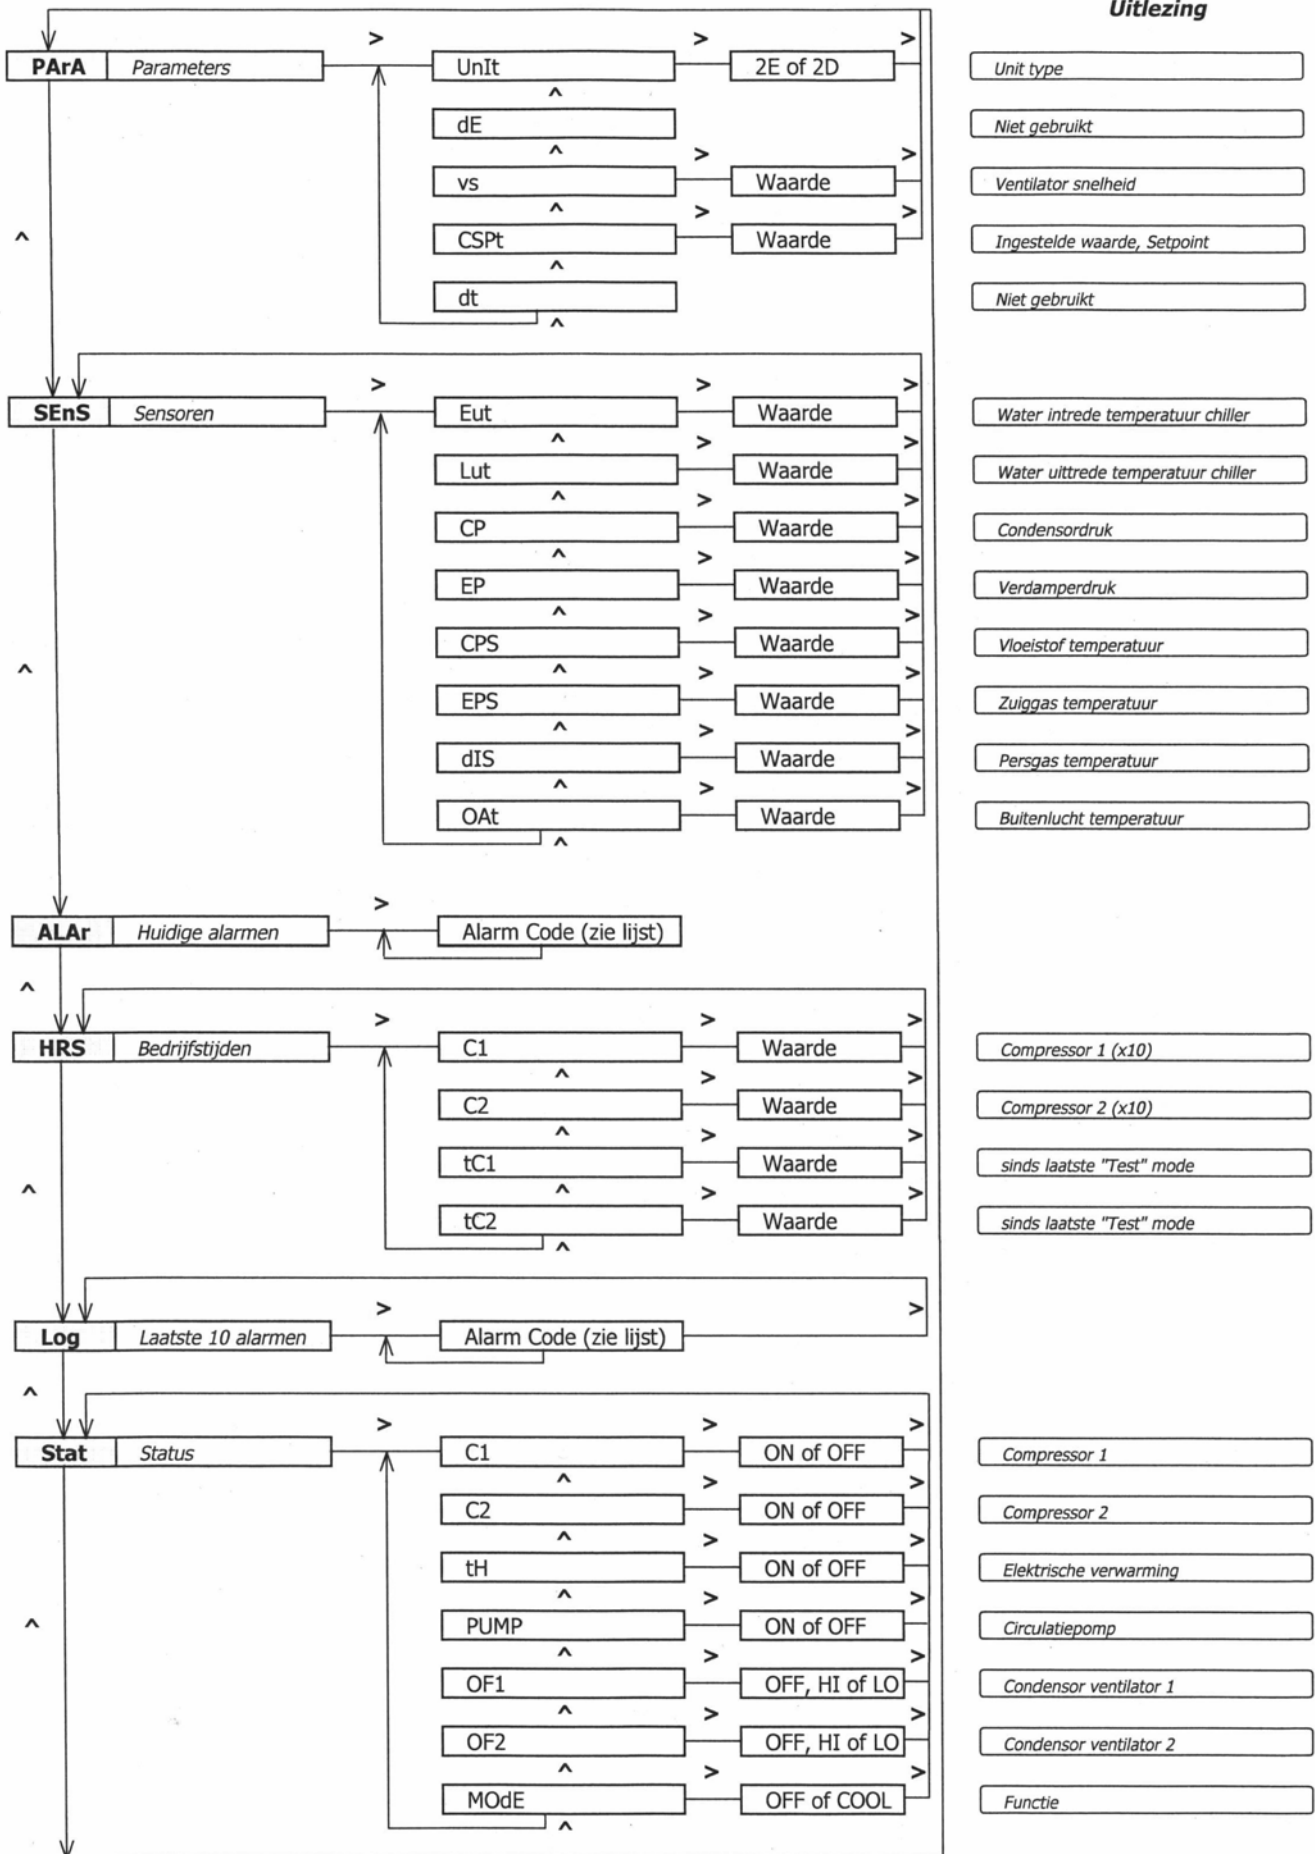 Uitlezing
> > >
PArA Parameters UnIt 2E of 2D Unit type
^
dE Niet gebruikt
^ > >
vs Waarde Ventilator snelheid
^ > >
^ CSPt Waarde Ingestelde waarde, Setpoint
^
dt Niet gebruikt
^
> > >
SEnS Sensoren Eut Waarde Water intrede temperatuur chiller
^ > >
Lut Waarde Water uittrede temperatuur chiller
^ > >
CP Waarde Condensordruk
^ > >
EP Waarde Verdamperdruk
^ > >
CPS Waarde Vloeistof temperatuur
^ ^ > >
EPS Waarde Zuiggas temperatuur
^ > >
dIS Waarde Persgas temperatuur
^ > >
OAt Waarde Buitenlucht temperatuur
^
>
ALAr Huidige alarmen Alarm Code (zie lijst)
^
> > >
HRS Bedrijfstijden C1 Waarde Compressor 1 (x10)
^ > >
C2 Waarde Compressor 2 (x10)
^ > >
tC1 Waarde sinds laatste "Test" mode
^ ^ > >
tC2 Waarde sinds laatste "Test" mode
^
> >
Log Laatste 10 alarmen Alarm Code (zie lijst)
^
> > >
Stat Status C1 ON of OFF Compressor 1
^ > >
C2 ON of OFF Compressor 2
^ > >
tH ON of OFF Elektrische verwarming
^ > >
^ PUMP ON of OFF Circulatiepomp
^ > >
OF1 OFF, HI of LO Condensor ventilator 1
^ > >
OF2 OFF, HI of LO Condensor ventilator 2
^ > >
MOdE OFF of COOL Functie
^